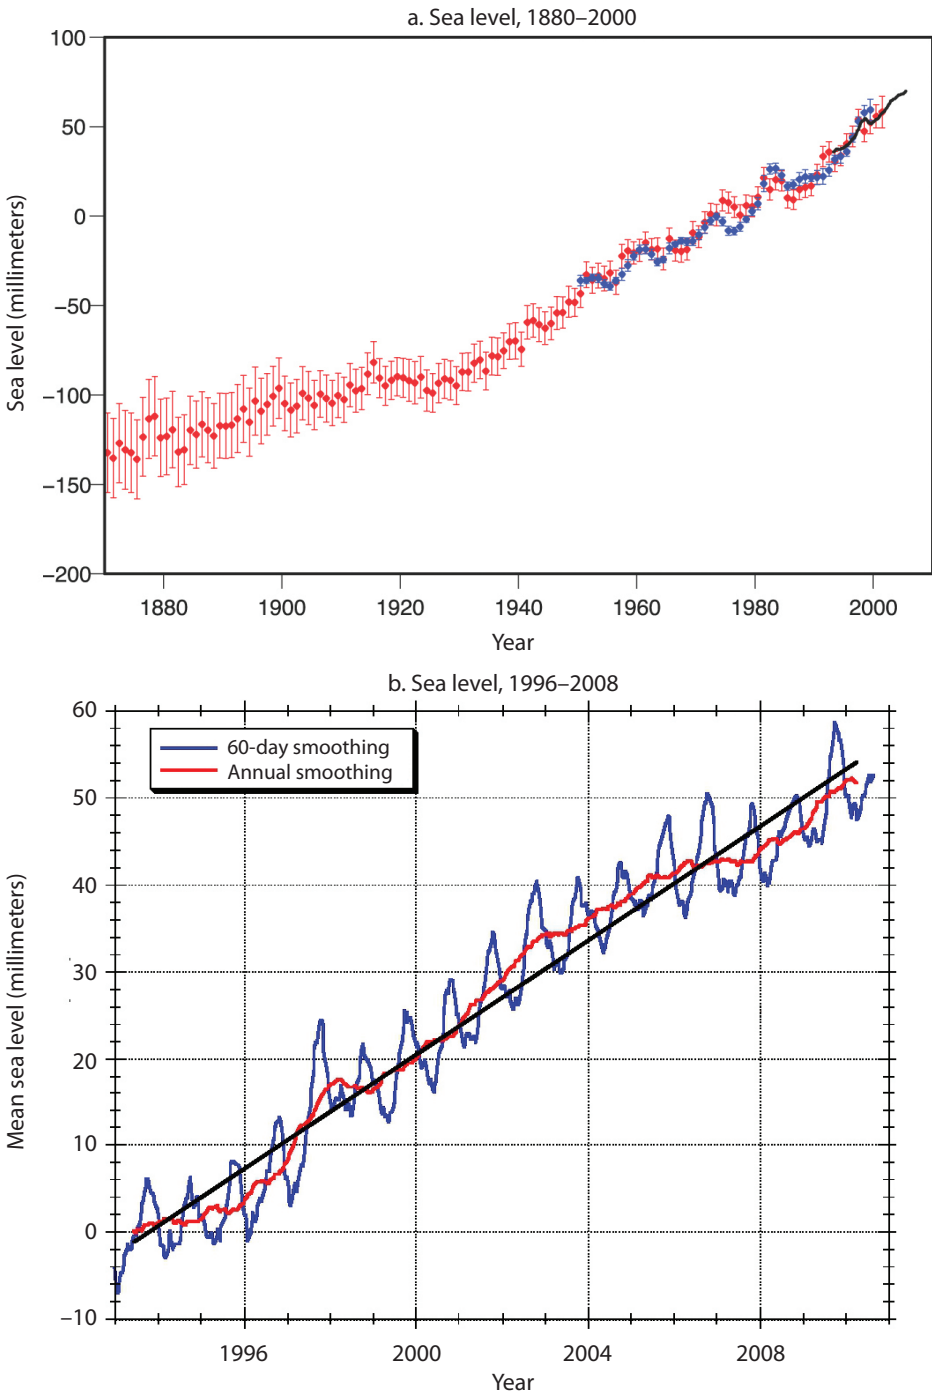 a. Sea level, 1880–2000
100
50
0
−50
−100
−150
−200
Sea level (millimeters)
1880 1900 1920 1940 1960 1980 2000
Year
b. Sea level, 1996–2008
60
50
40
30
20
10
0
−10
Mean sea level (millimeters)
60-day smoothing
Annual smoothing
1996 2000 2004 2008
Year